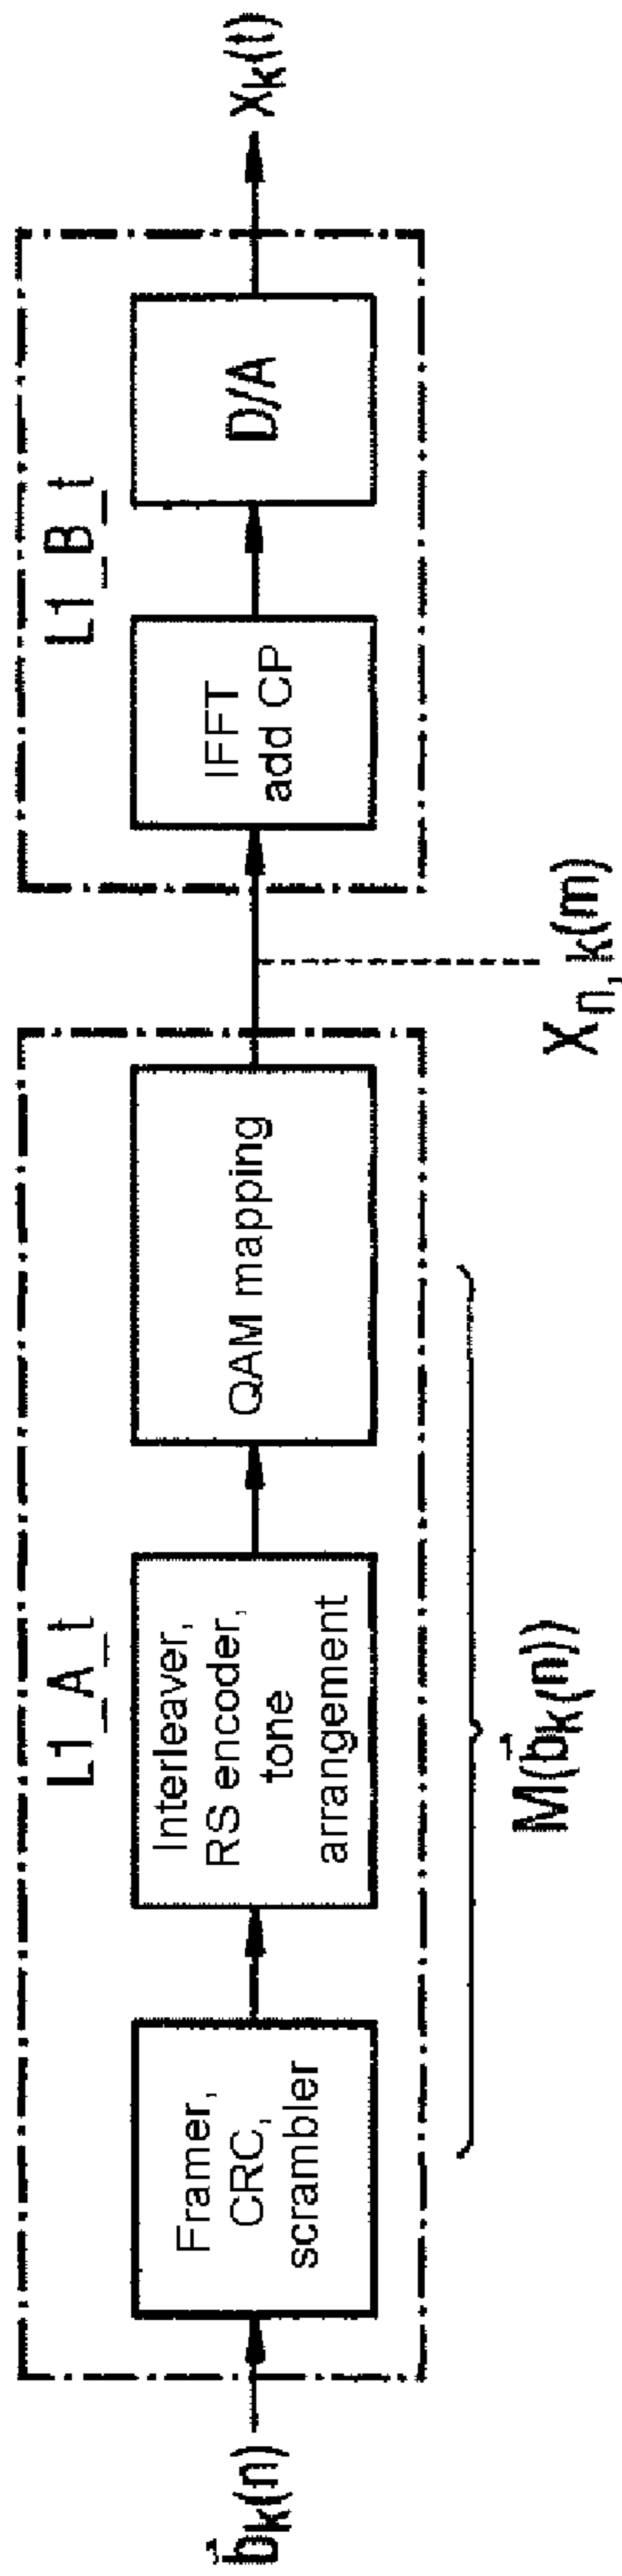 b⃗k(n)
L1_A_t
Framer,
CRC,
scrambler
Interleaver,
RS encoder,
tone
arrangement
QAM mapping
M⃗(b⃗k(n))
Xn, k(m)
L1_B_t
IFFT
add CP
D/A
xk(t)